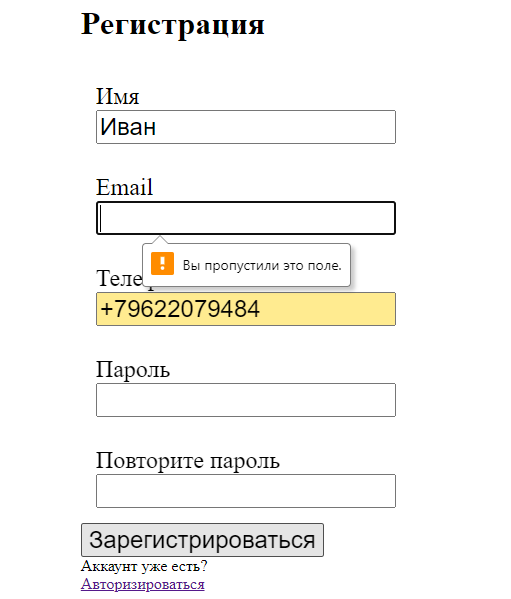 Регистрация
Имя
Иван
Email
Вы пропустили это поле.
+79622079484
Пароль
Повторите пароль
Зарегистрироваться
Аккаунт уже есть?
Авторизироваться